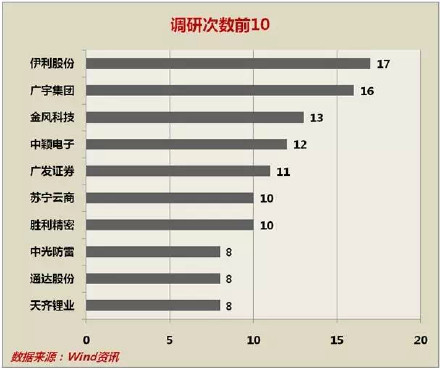 调研次数前10
伊利股份 17
广宇集团 16
金风科技 13
中颖电子 12
广发证券 11
苏宁云商 10
胜利精密 10
中光防雷 8
通达股份 8
天齐锂业 8
0 5 10 15 20
数据来源：Wind资讯